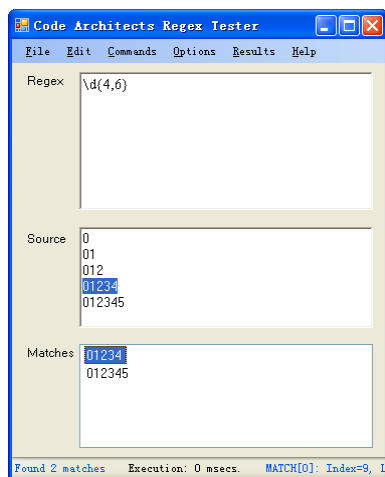 Code Architects Regex Tester
File Edit Commands Options Results Help
Regex
\d{4,6}
Source
0
01
012
01234
012345
Matches
01234
012345
Found 2 matches Execution: 0 msecs. MATCH[0]: Index=9, L